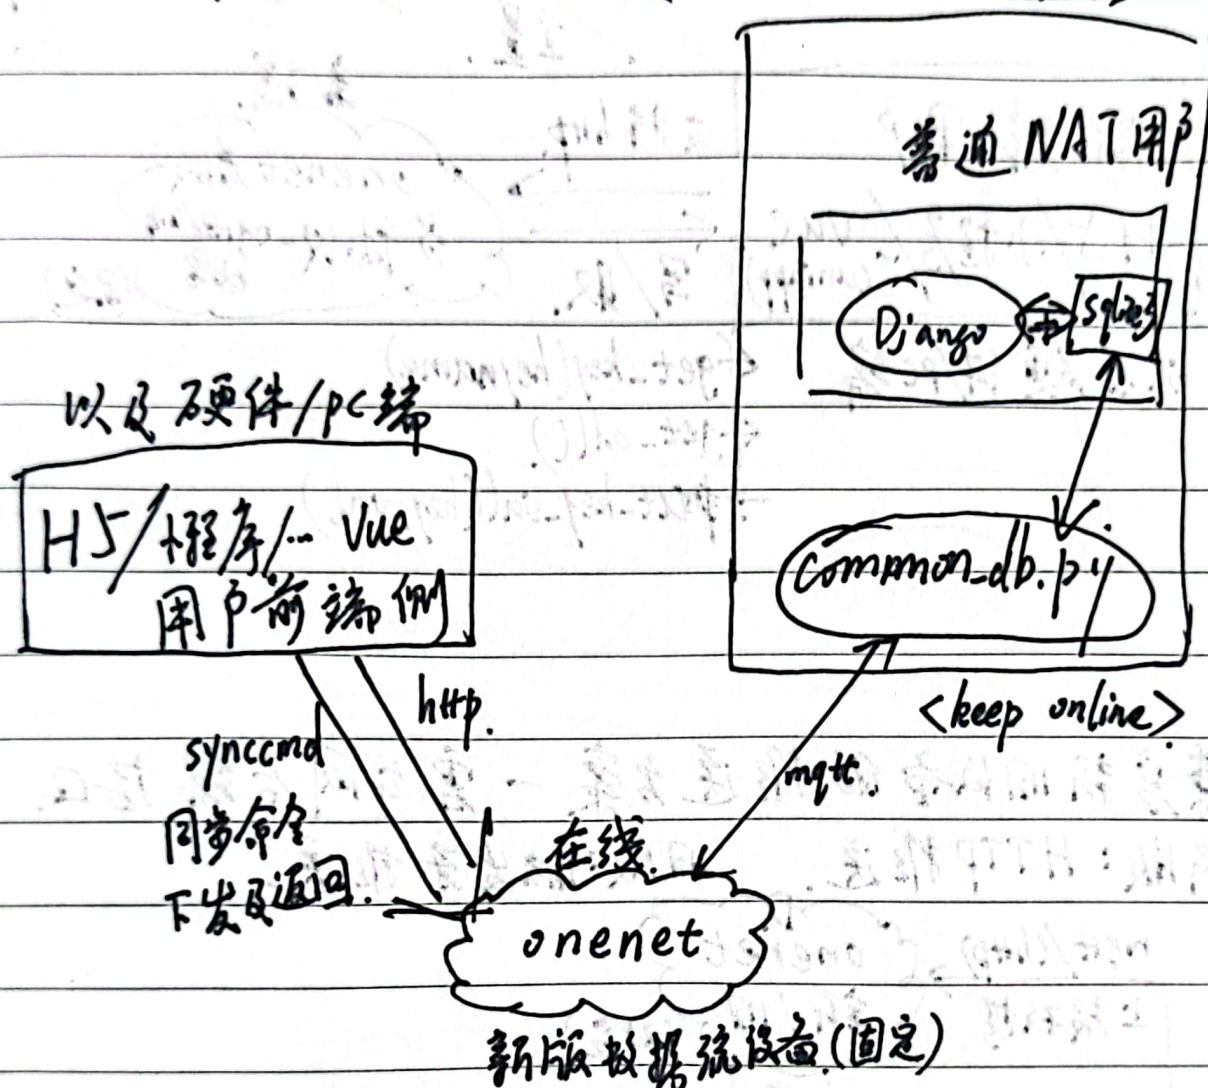 普通NAT用户
Django
sqlite3
以及硬件/pc端
H5/小程序/... Vue
用户前端侧
common_db.py
<keep online>
http.
synccmd
同步命令
下发及返回.
mqtt
在线.
onenet
新版数据流设备.(固定)